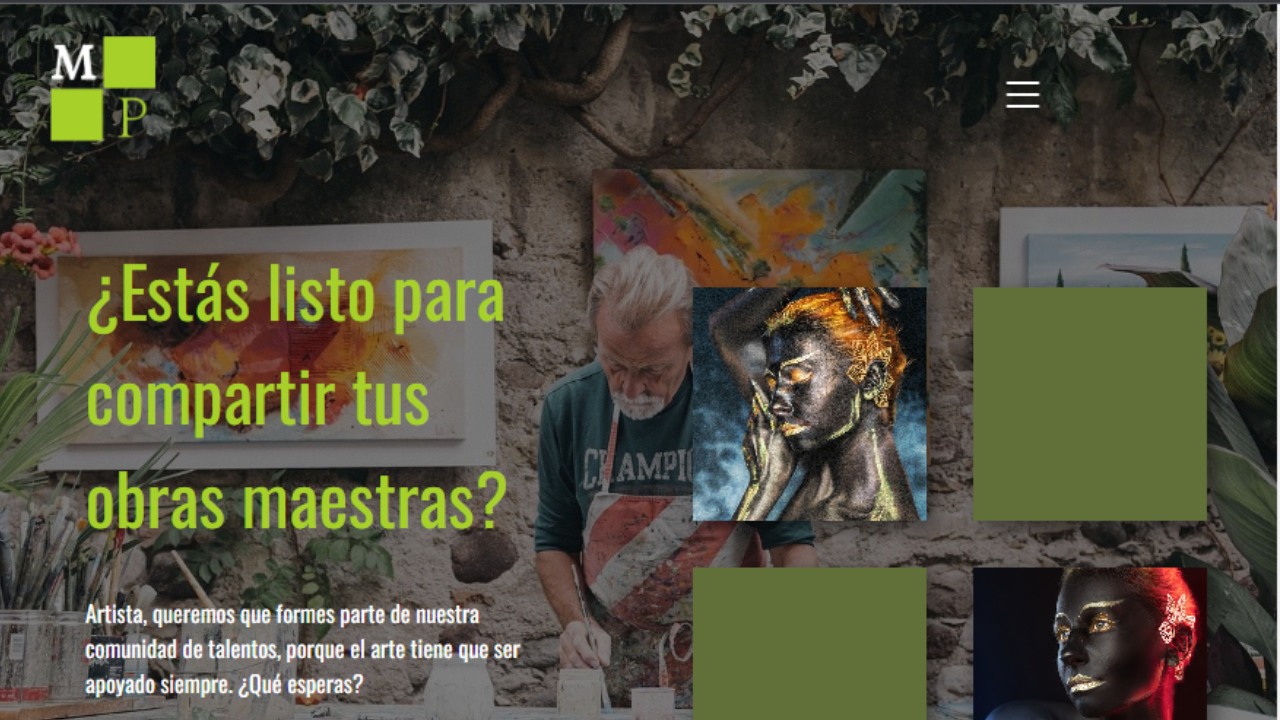 M
P
¿Estás listo para
compartir tus
obras maestras?
CHAMPI
Artista, queremos que formes parte de nuestra
comunidad de talentos, porque el arte tiene que ser
apoyado siempre. ¿Qué esperas?